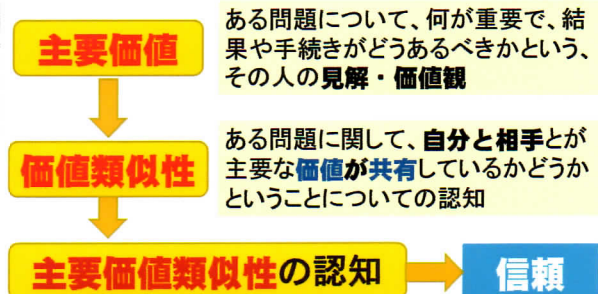 主要価値
ある問題について、何が重要で、結
果や手続きがどうあるべきかという、
その人の見解・価値観
価値類似性
ある問題に関して、自分と相手とが
主要な価値が共有しているかどうか
ということについての認知
主要価値類似性の認知
信頼